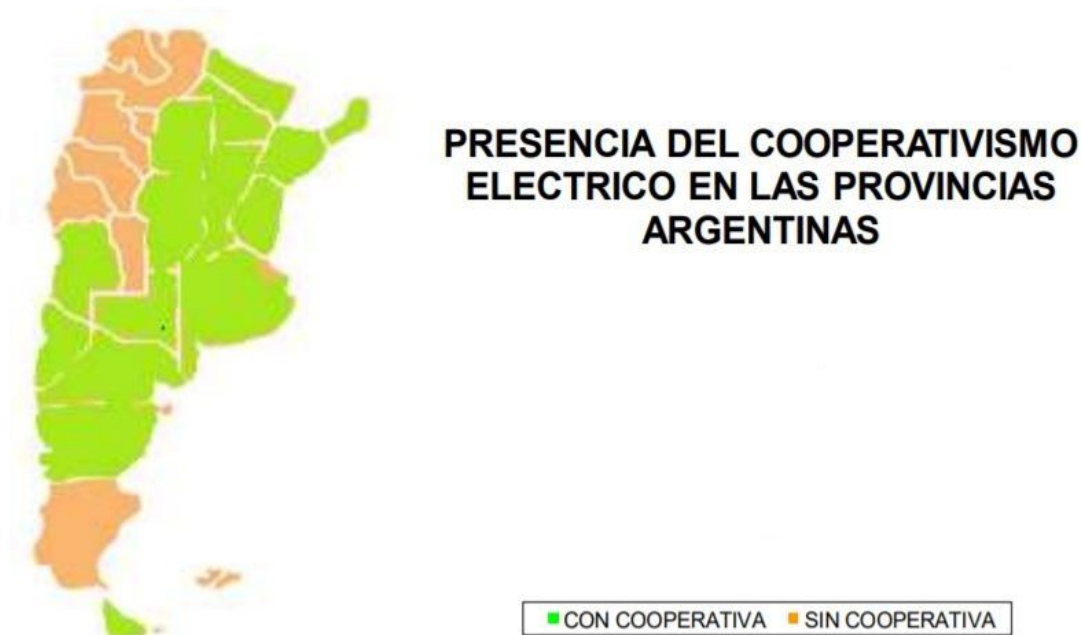 PRESENCIA DEL COOPERATIVISMO
ELECTRICO EN LAS PROVINCIAS
ARGENTINAS
CON COOPERATIVA SIN COOPERATIVA